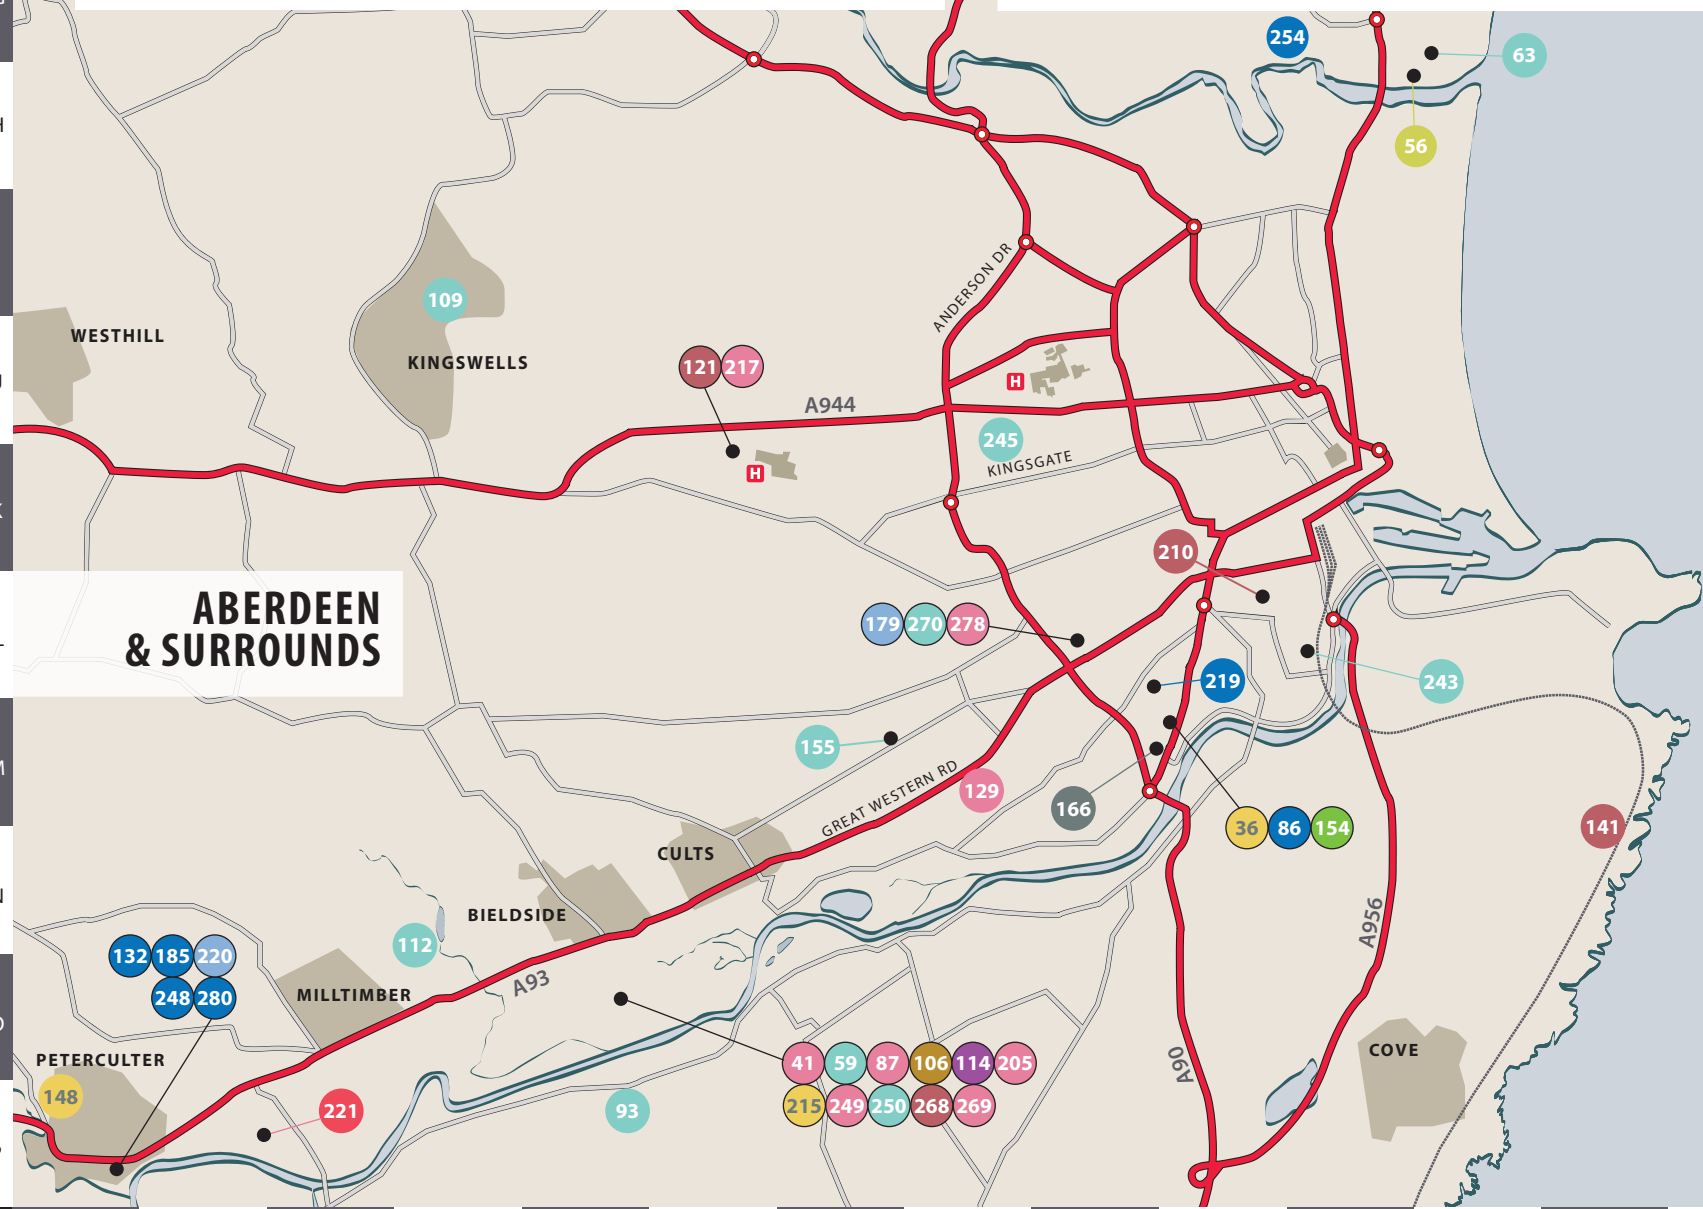 254
63
56
109
WESTHILL
KINGSWELLS
ANDERSON DR
121 217
A944
H
245
KINGSGATE
H
210
ABERDEEN
& SURROUNDS
179 270 278
219
243
155
GREAT WESTERN RD
129
166
36 86 154
141
CULTS
BIELDSIDE
112
A956
132 185 220
248 280
MILLTIMBER
A93
PETERCULTER
148
221
93
41 59 87 106 114 205
215 249 250 268 269
A90
COVE